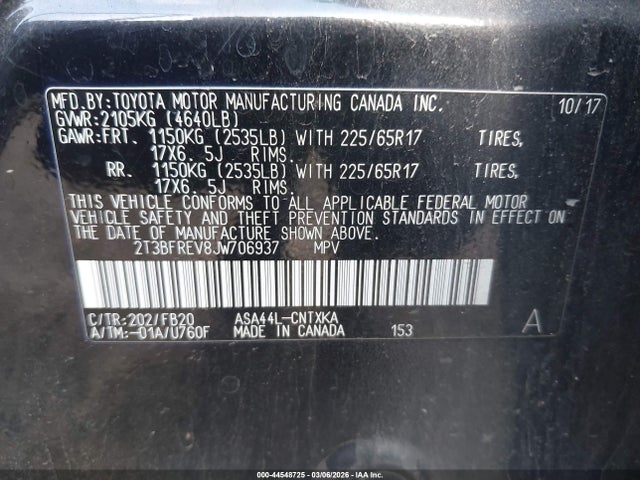 MFD.BY:TOYOTA MOTOR MANUFACTURING CANADA INC. 10/17
GVWR:2105KG (4640LB)
GAWR:FRT. 1150KG (2535LB) WITH 225/65R17 TIRES,
17X6. 5J RIMS.
RR. 1150KG (2535LB) WITH 225/65R17 TIRES,
17X6. 5J RIMS.
THIS VEHICLE CONFORMS TO ALL APPLICABLE FEDERAL MOTOR
VEHICLE SAFETY AND THEFT PREVENTION STANDARDS IN EFFECT ON
THE DATE OF MANUFACTURE SHOWN ABOVE.
2T3BFREV8JW706937 MPV
C/TR:202/FB20 ASA44L-CNTXKA
A/TM:-01A/U760F MADE IN CANADA 153 A
000-44548725 - 03/06/2026 - IAA Inc.